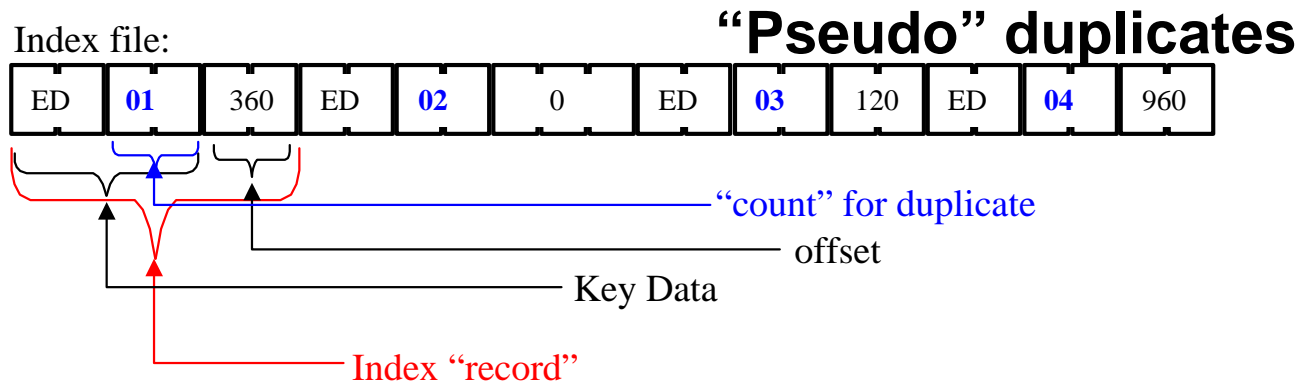 “Pseudo” duplicates
Index file:
ED 01 360 ED 02 0 ED 03 120 ED 04 960
“count” for duplicate
offset
Key Data
Index “record”